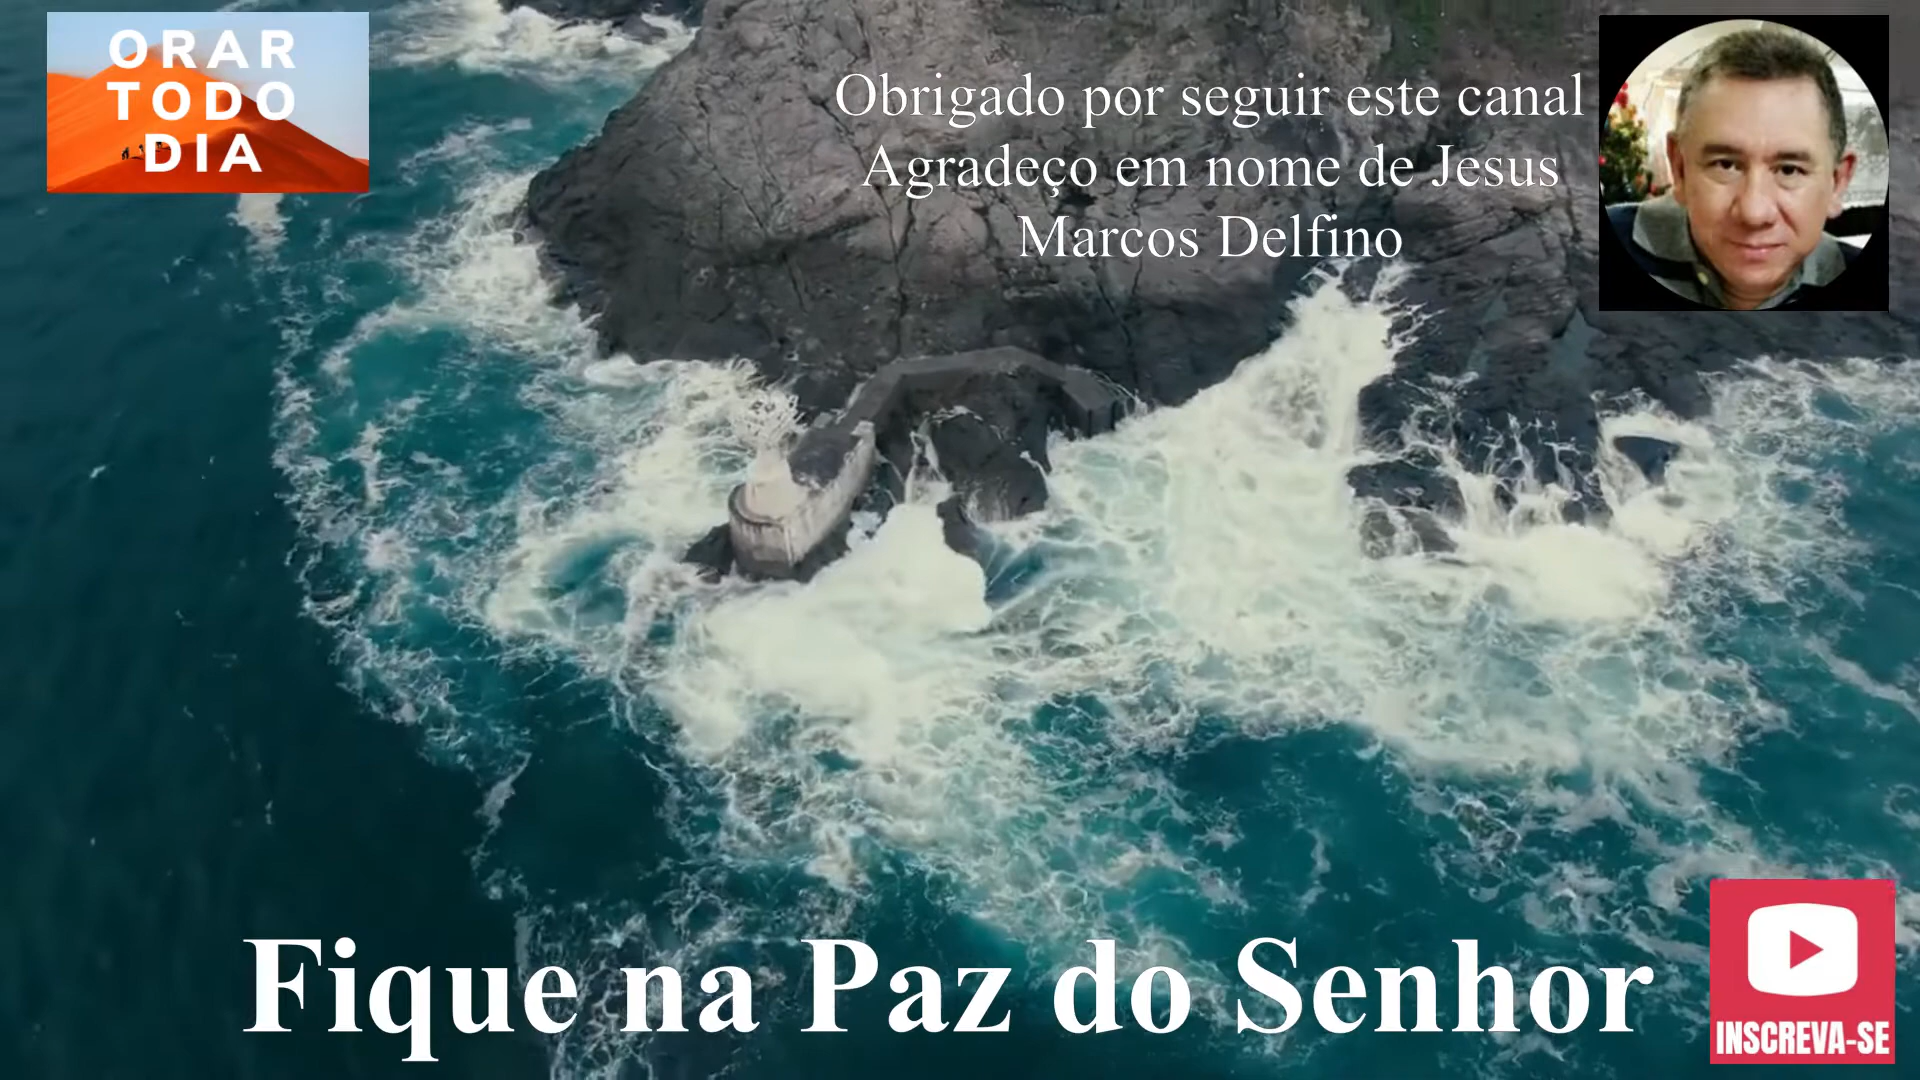 ORAR
TODO
DIA
Obrigado por seguir este canal
Agradeço em nome de Jesus
Marcos Delfino
Fique na Paz do Senhor
INSCREVA-SE